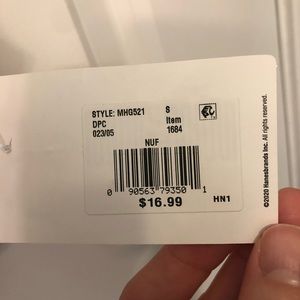 STYLE: MHG521 S
DPC Item
023/05 1684
NUF
0 90563 79350 1
$16.99 HN1
©2020 Hanesbrands Inc. All rights reserved.